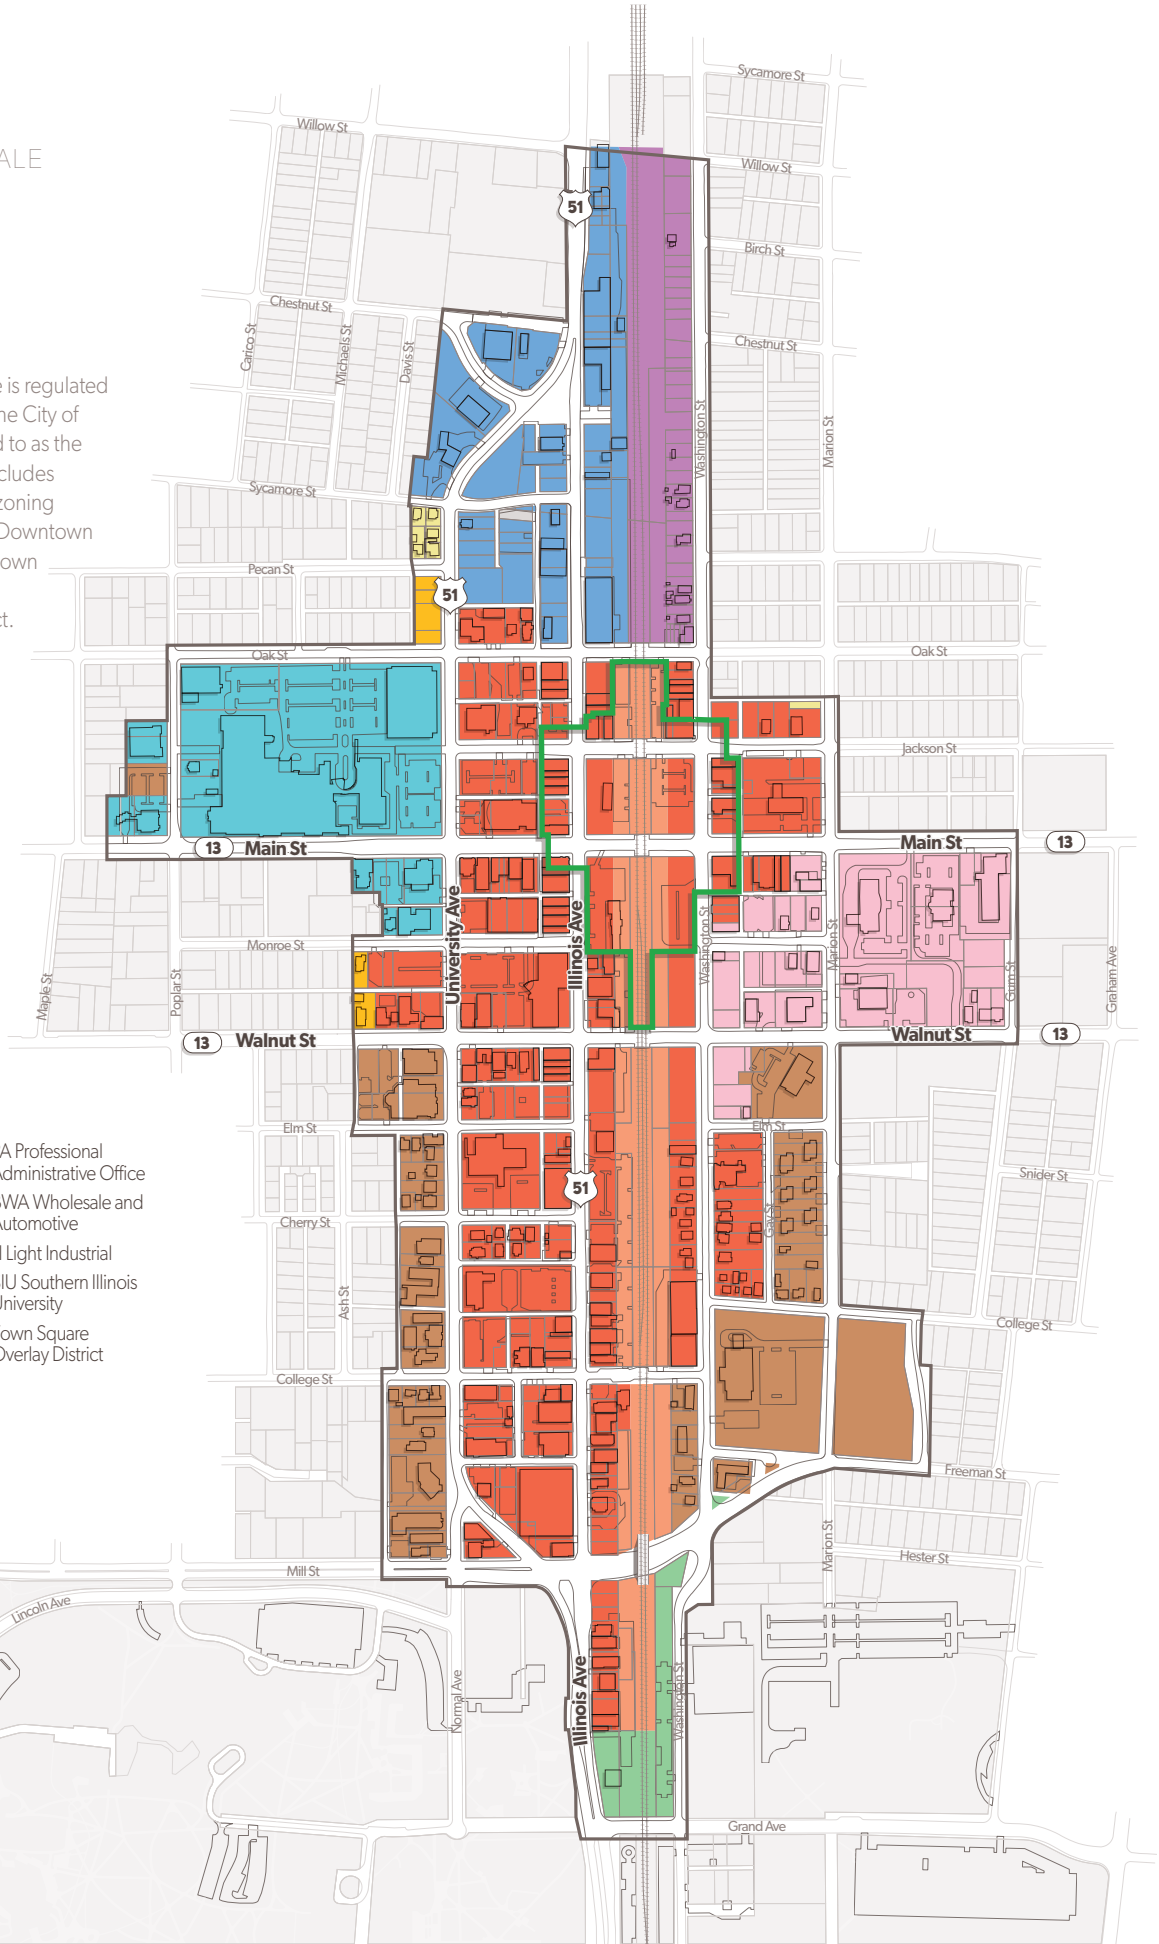 ALE
e is regulated
he City of
d to as the
cludes
zoning
Downtown
own
ct.
A Professional
Administrative Office
WA Wholesale and
Automotive
I Light Industrial
IU Southern Illinois
University
Town Square
Overlay District
Sycamore St
Willow St
Willow St
51
Birch St
Chestnut St
Chestnut St
Carico St
Michaels St
Davis St
Washington St
Marion St
Sycamore St
Pecan St
51
Oak St
Oak St
Jackson St
13
Main St
Main St
13
University Ave
Illinois Ave
Washington St
Marion St
Monroe St
Maple St
Poplar St
Gum St
Graham Ave
13
Walnut St
Walnut St
13
Elm St
Elm St
Snider St
51
Cherry St
Gay St
Ash St
College St
College St
Freeman St
Marion St
Hester St
Mill St
Lincoln Ave
Normal Ave
Illinois Ave
Washington St
Grand Ave